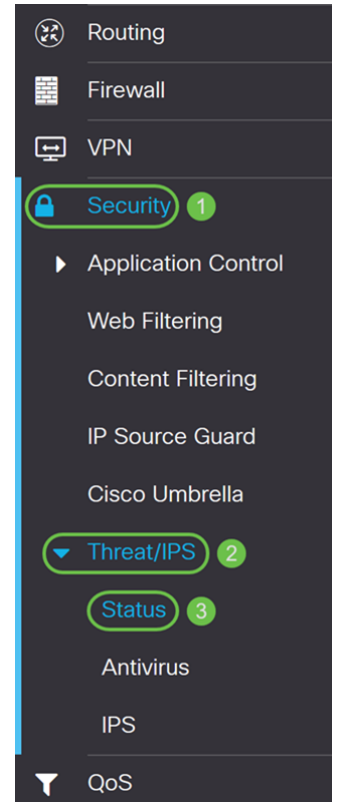 Routing
Firewall
VPN
Security 1
Application Control
Web Filtering
Content Filtering
IP Source Guard
Cisco Umbrella
Threat/IPS 2
Status 3
Antivirus
IPS
QoS